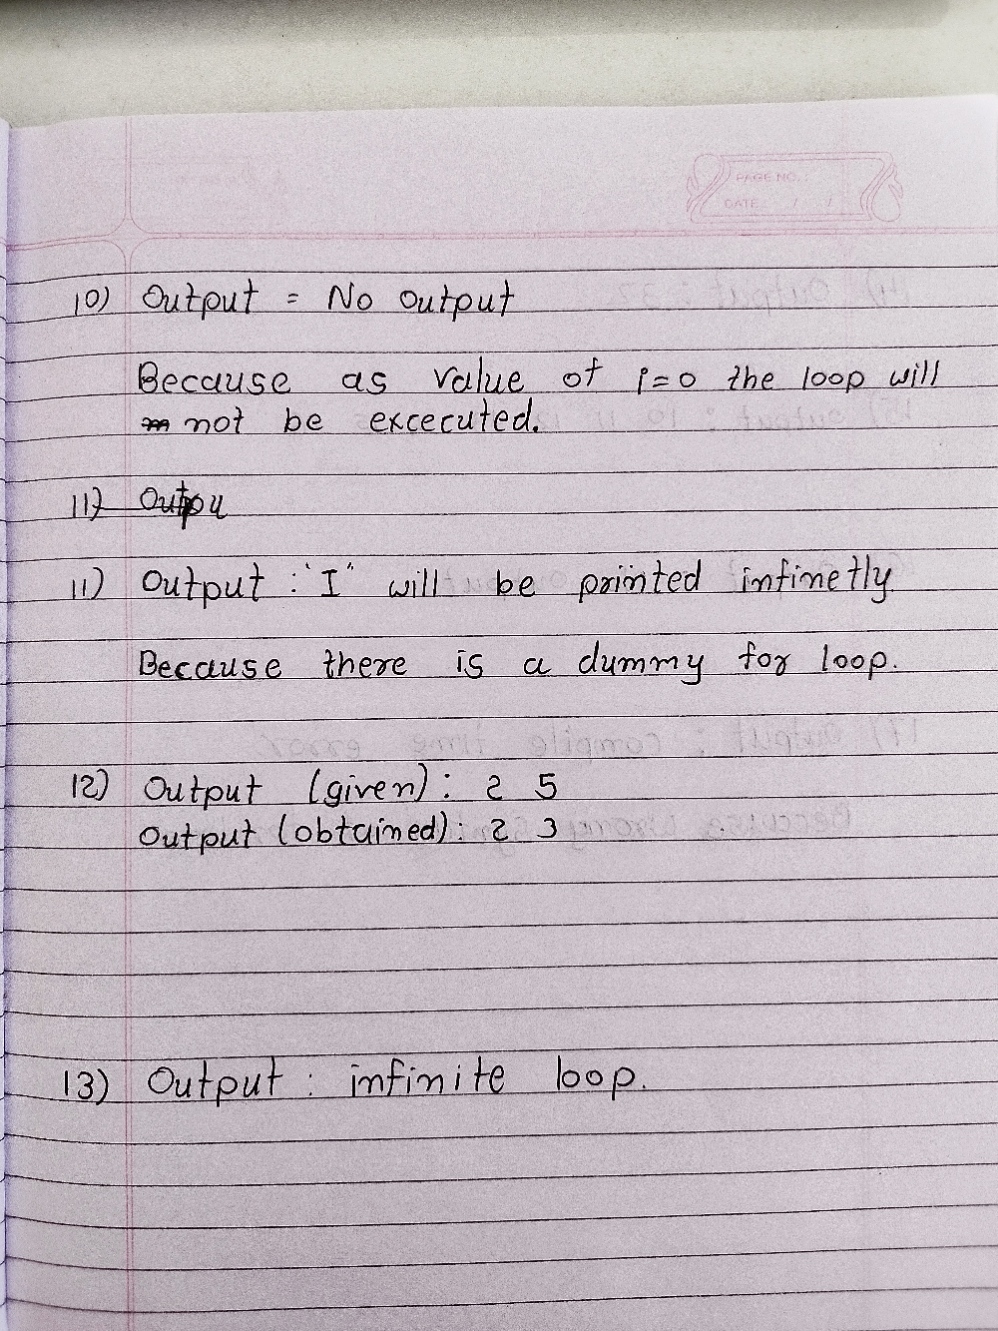 PAGE NO.:
DATE: / /
10) Output = No output
Because as value of i=0 the loop will
not be excecuted.
11) Outpu
11) Output : "I" will be printed infinetly.
Because there is a dummy for loop.
12) Output (given) : 2 5
Output (obtained) : 2 3
13) Output : infinite loop.